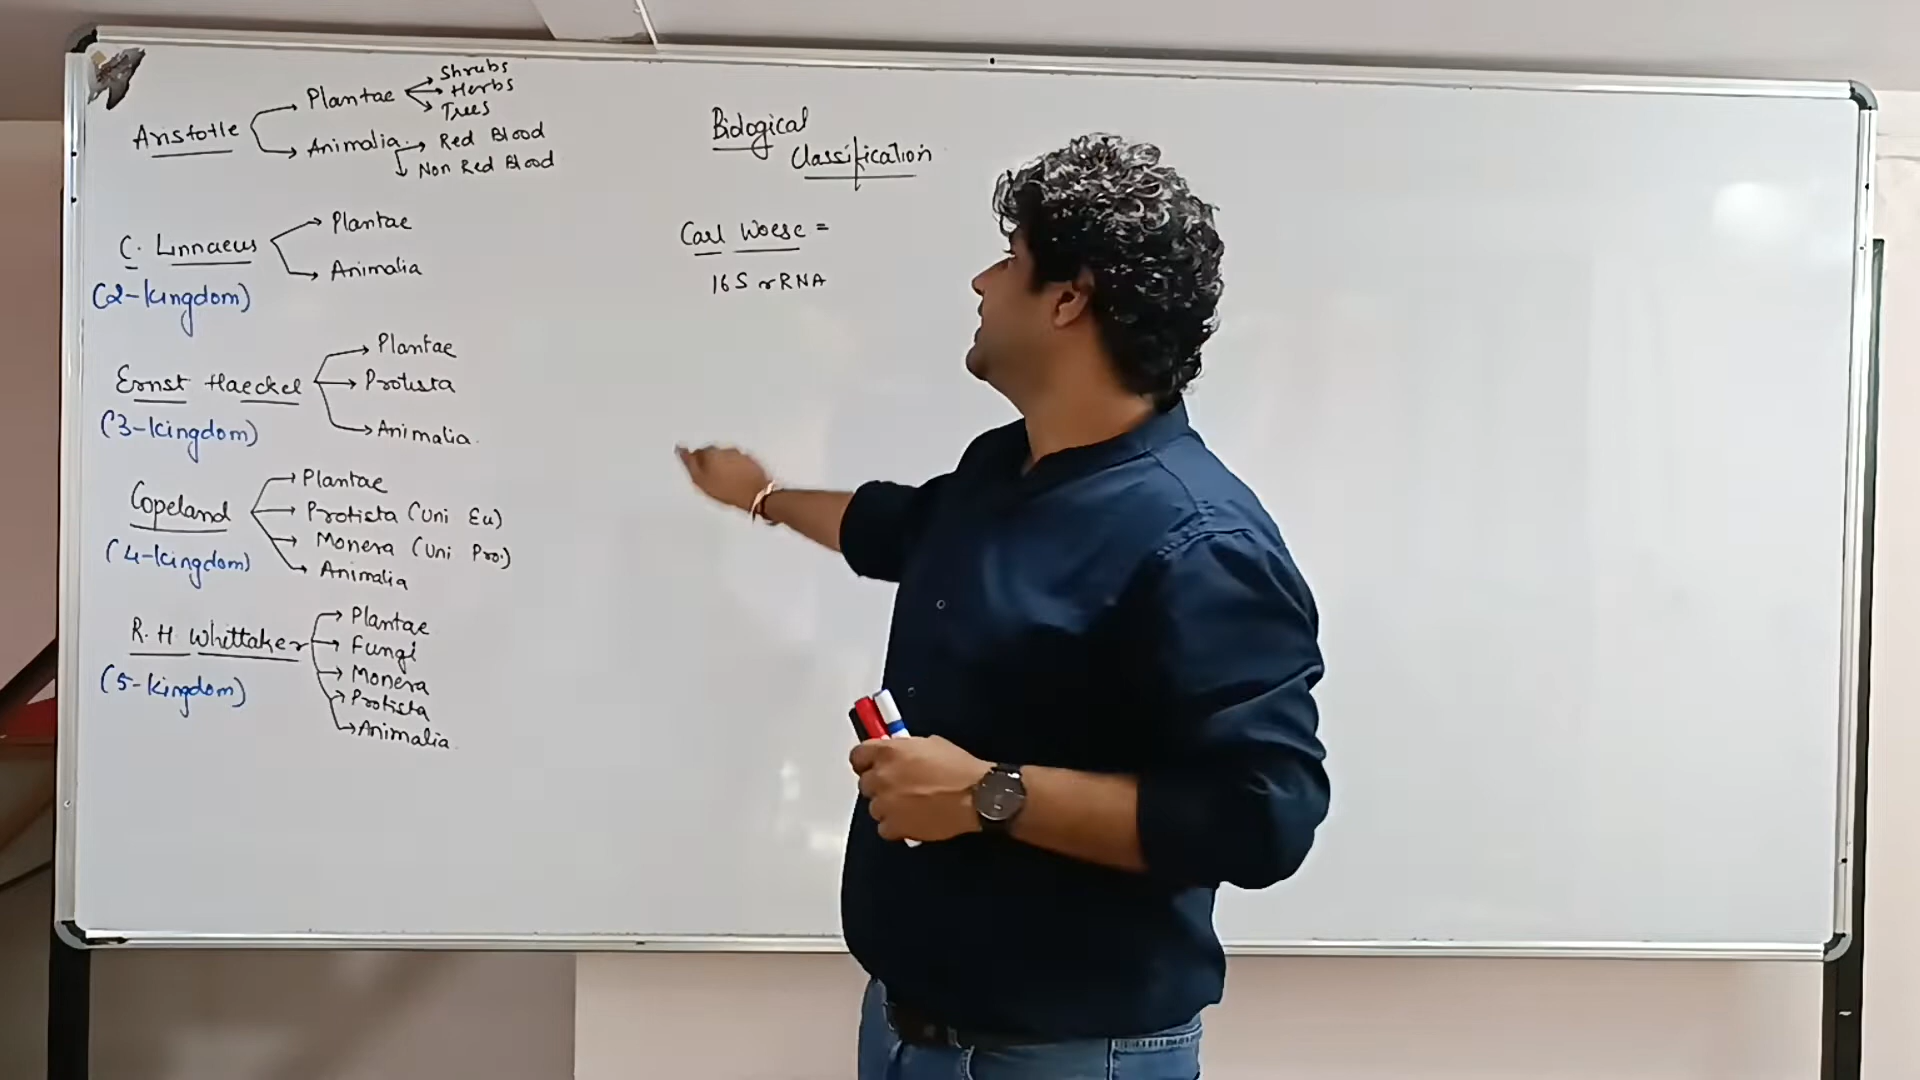 Aristotle
Plantae
Shrubs
Herbs
Trees
Animalia
Red Blood
Non Red Blood
C. Linnaeus
(2-kingdom)
Plantae
Animalia
Ernst Haeckel
(3-kingdom)
Plantae
Protista
Animalia.
Copeland
(4-kingdom)
Plantae
Protista (Uni Eu)
Monera (Uni Pro.)
Animalia
R. H. Whittaker
(5-kingdom)
Plantae
Fungi
Monera
Protista
Animalia.
Biological
Classification
Carl Woese =
16S rRNA